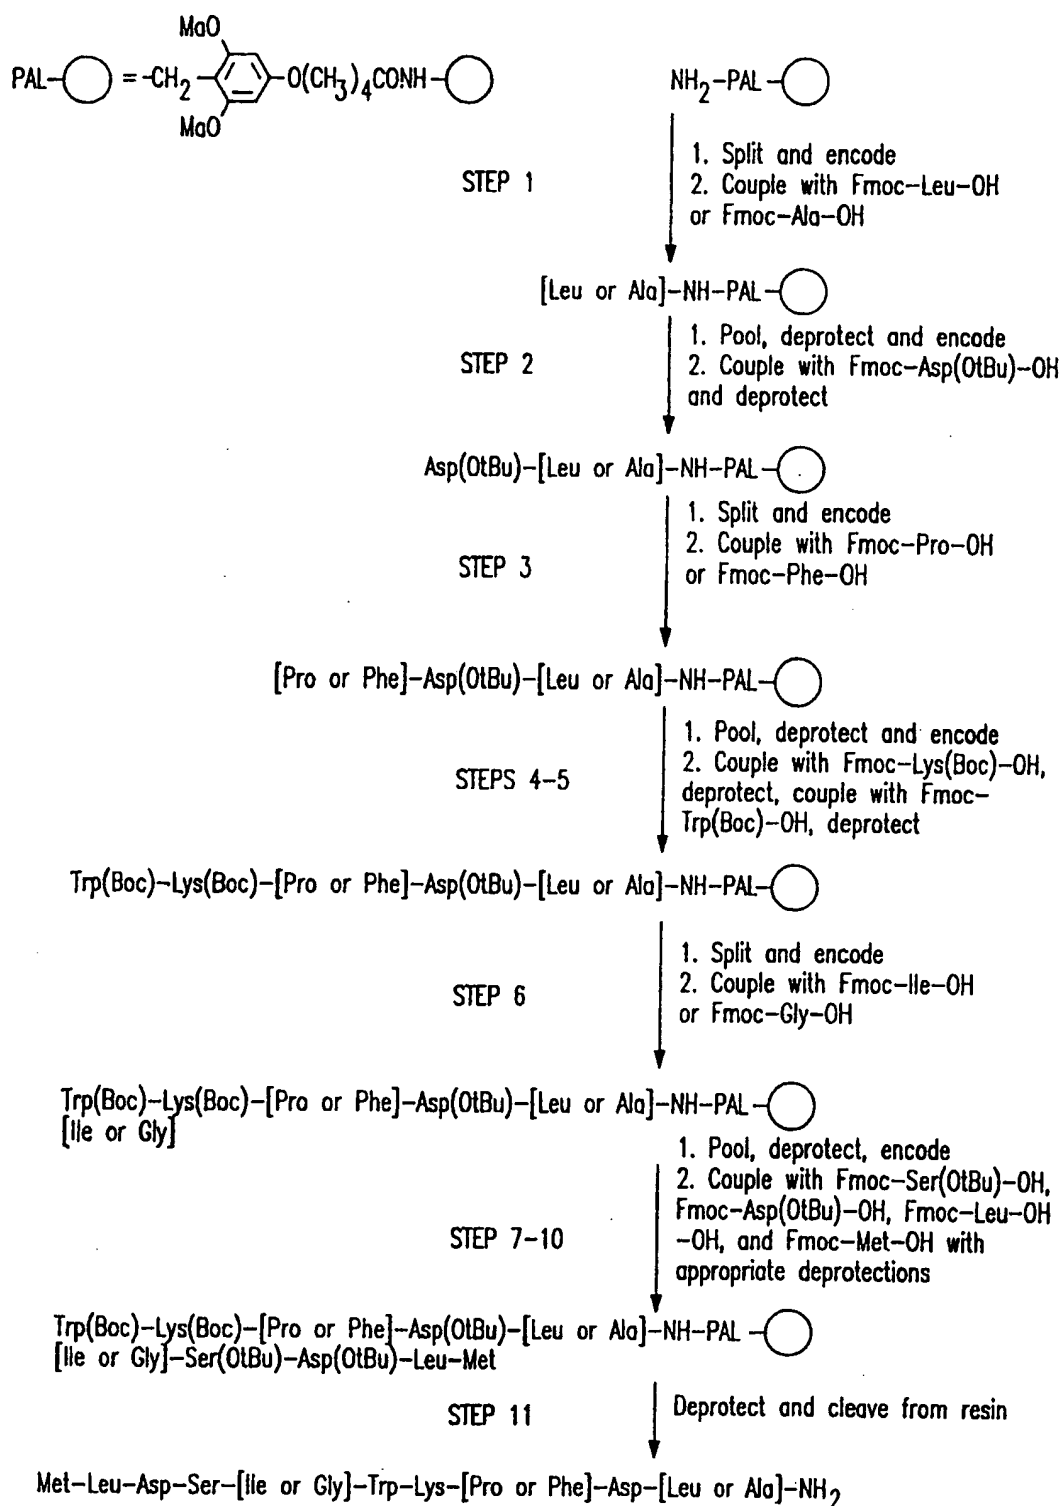 MaO
PAL- =-CH2- -O(CH3)4CONH-
MaO
NH2-PAL-
STEP 1
1. Split and encode
2. Couple with Fmoc-Leu-OH
or Fmoc-Ala-OH
[Leu or Ala]-NH-PAL-
STEP 2
1. Pool, deprotect and encode
2. Couple with Fmoc-Asp(OtBu)-OH
and deprotect
Asp(OtBu)-[Leu or Ala]-NH-PAL-
STEP 3
1. Split and encode
2. Couple with Fmoc-Pro-OH
or Fmoc-Phe-OH
[Pro or Phe]-Asp(OtBu)-[Leu or Ala]-NH-PAL-
STEPS 4-5
1. Pool, deprotect and encode
2. Couple with Fmoc-Lys(Boc)-OH,
deprotect, couple with Fmoc-
Trp(Boc)-OH, deprotect
Trp(Boc)-Lys(Boc)-[Pro or Phe]-Asp(OtBu)-[Leu or Ala]-NH-PAL-
STEP 6
1. Split and encode
2. Couple with Fmoc-Ile-OH
or Fmoc-Gly-OH
Trp(Boc)-Lys(Boc)-[Pro or Phe]-Asp(OtBu)-[Leu or Ala]-NH-PAL-
[Ile or Gly]
STEP 7-10
1. Pool, deprotect, encode
2. Couple with Fmoc-Ser(OtBu)-OH,
Fmoc-Asp(OtBu)-OH, Fmoc-Leu-OH
-OH, and Fmoc-Met-OH with
appropriate deprotections
Trp(Boc)-Lys(Boc)-[Pro or Phe]-Asp(OtBu)-[Leu or Ala]-NH-PAL-
[Ile or Gly]-Ser(OtBu)-Asp(OtBu)-Leu-Met
STEP 11
Deprotect and cleave from resin
Met-Leu-Asp-Ser-[Ile or Gly]-Trp-Lys-[Pro or Phe]-Asp-[Leu or Ala]-NH2